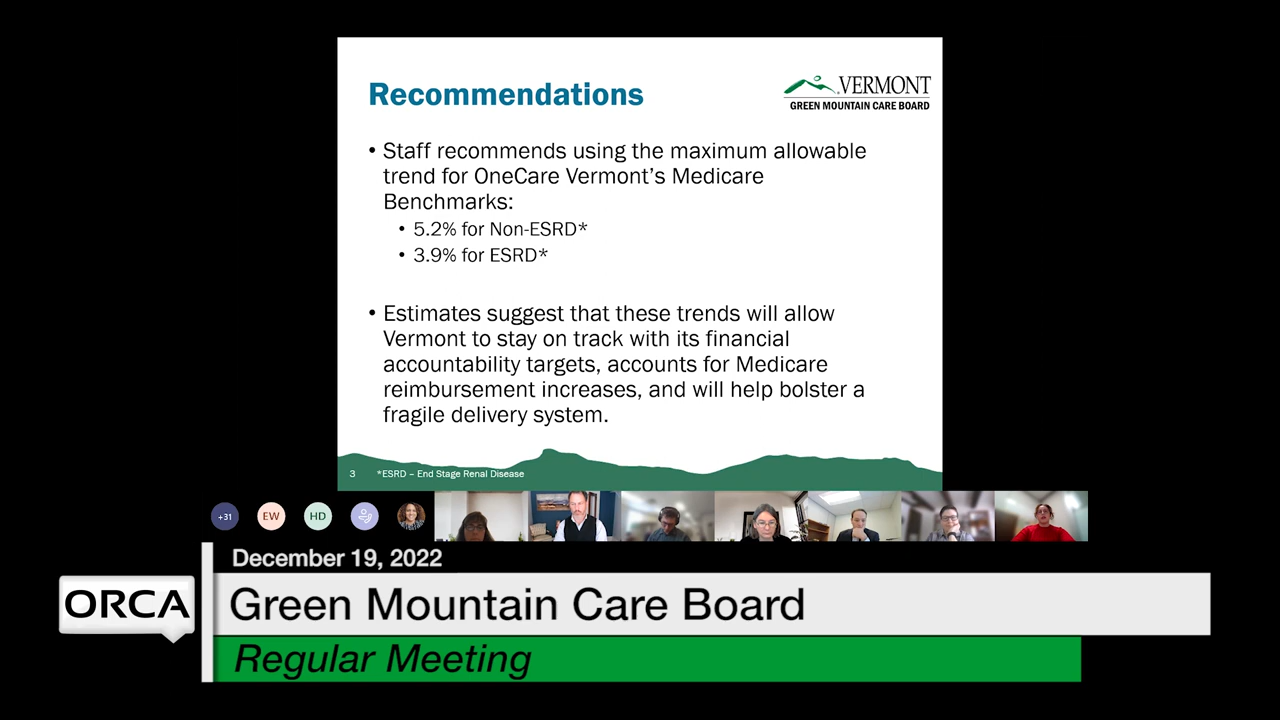 Recommendations
VERMONT
GREEN MOUNTAIN CARE BOARD
• Staff recommends using the maximum allowable
trend for OneCare Vermont’s Medicare
Benchmarks:
• 5.2% for Non-ESRD*
• 3.9% for ESRD*
• Estimates suggest that these trends will allow
Vermont to stay on track with its financial
accountability targets, accounts for Medicare
reimbursement increases, and will help bolster a
fragile delivery system.
3 *ESRD – End Stage Renal Disease
+31 EW HD
December 19, 2022
ORCA
Green Mountain Care Board
Regular Meeting